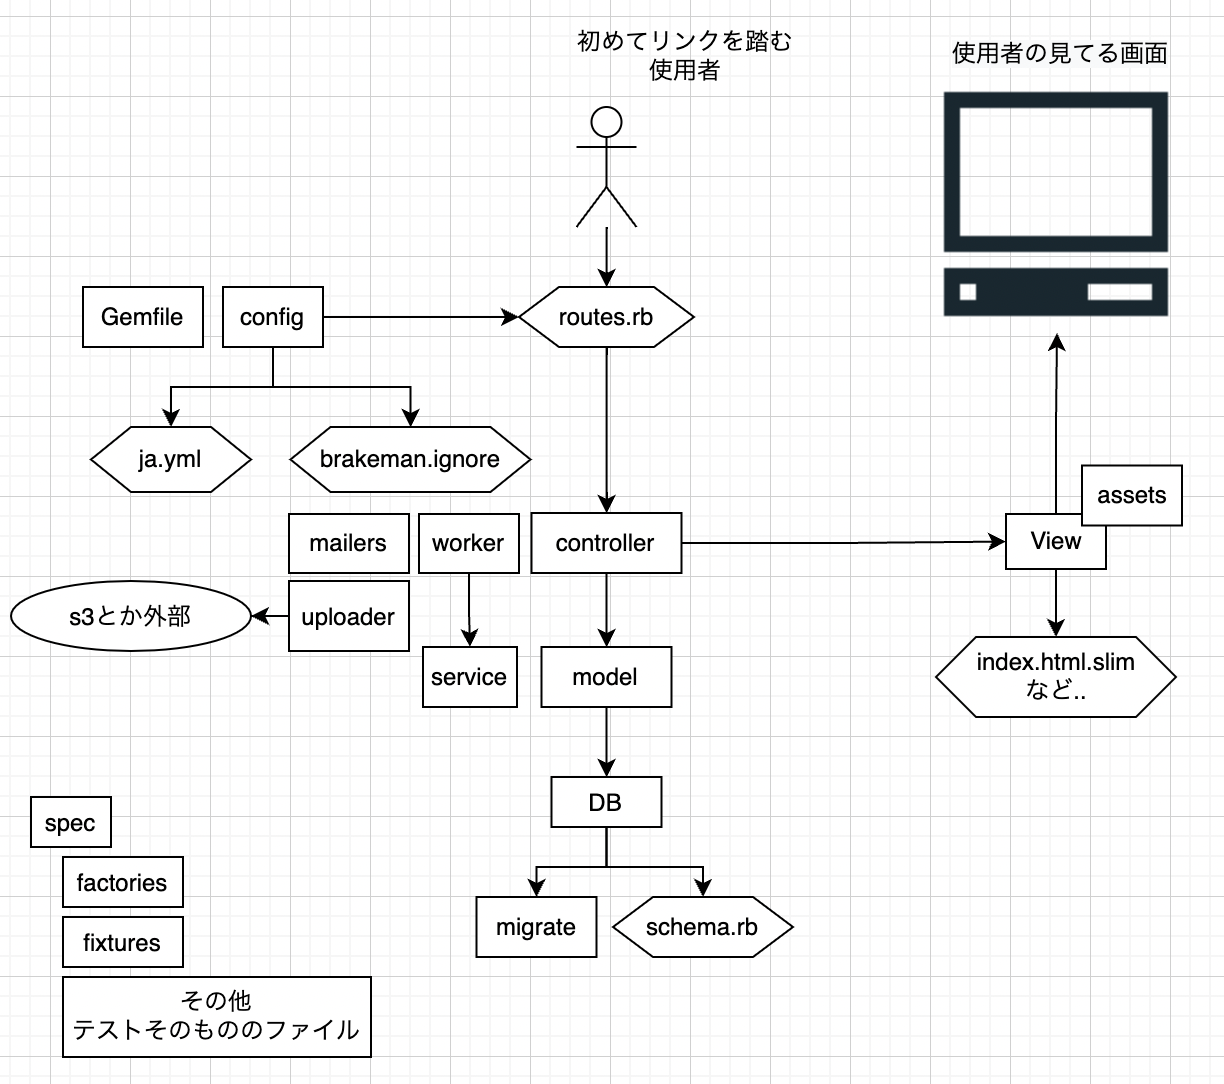 初めてリンクを踏む
使用者
使用者の見てる画面
Gemfile
config
routes.rb
ja.yml
brakeman.ignore
assets
mailers
worker
controller
View
s3とか外部
uploader
service
model
index.html.slim
など..
DB
spec
factories
migrate
schema.rb
fixtures
その他
テストそのもののファイル